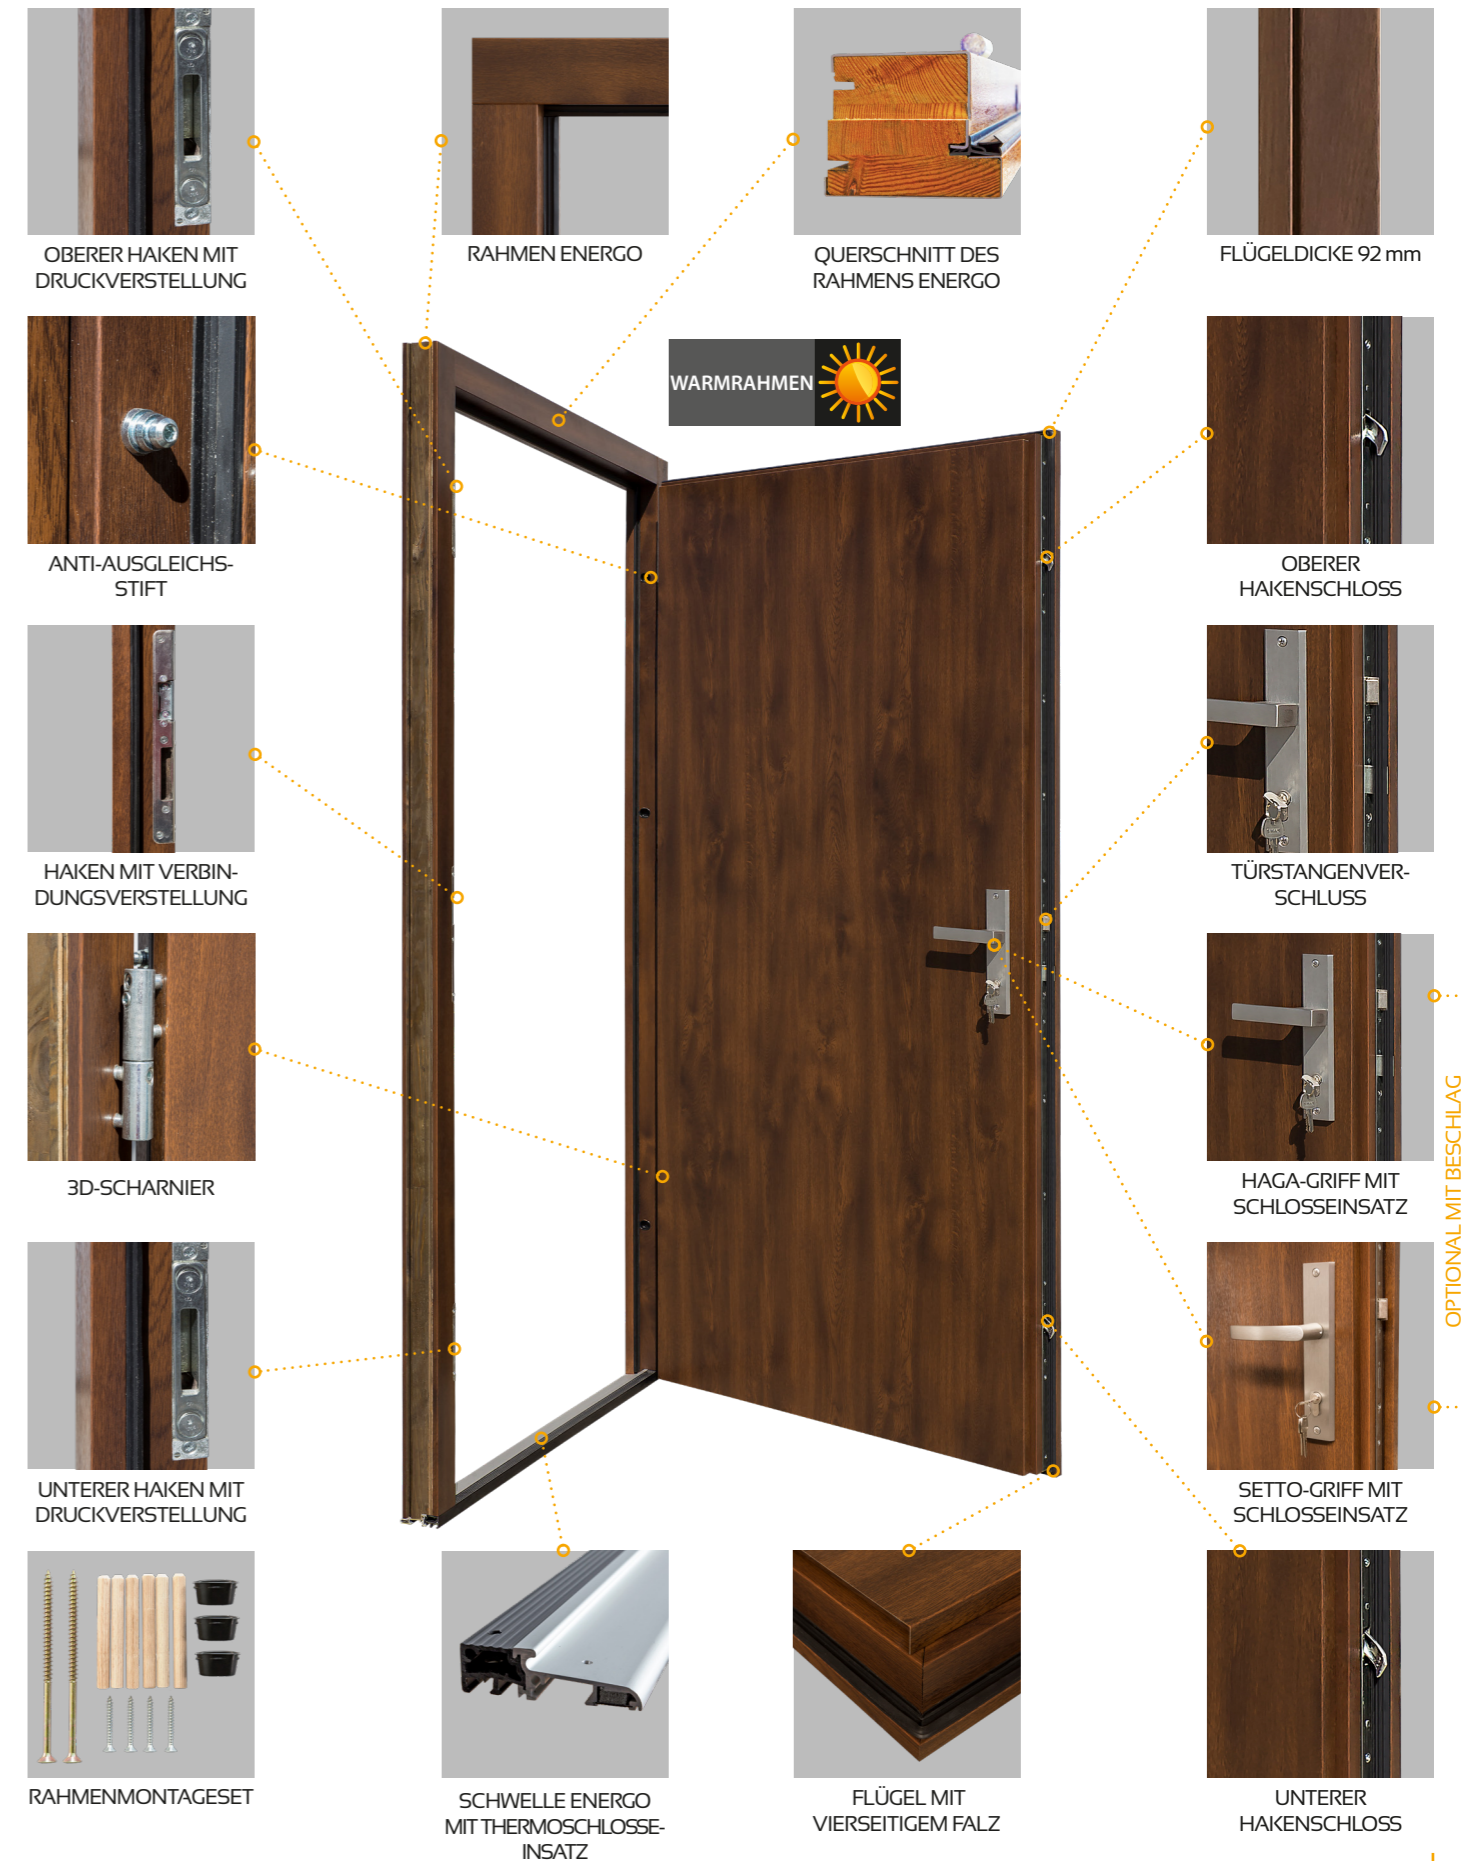 OBERER HAKEN MIT
DRUCKVERSTELLUNG
RAHMEN ENERGO
QUERSCHNITT DES
RAHMENS ENERGO
FLÜGELDICKE 92 mm
WARMRAHMEN
ANTI-AUSGLEICHS-
STIFT
OBERER
HAKENSCHLOSS
HAKEN MIT VERBIN-
DUNGSVERSTELLUNG
TÜRSTANGENVER-
SCHLUSS
3D-SCHARNIER
HAGA-GRIFF MIT
SCHLOSSEINSATZ
OPTIONAL MIT BESCHLAG
UNTERER HAKEN MIT
DRUCKVERSTELLUNG
SETTO-GRIFF MIT
SCHLOSSEINSATZ
RAHMENMONTAGESET
SCHWELLE ENERGO
MIT THERMOSCHLOSSE-
INSATZ
FLÜGEL MIT
VIERSEITIGEM FALZ
UNTERER
HAKENSCHLOSS